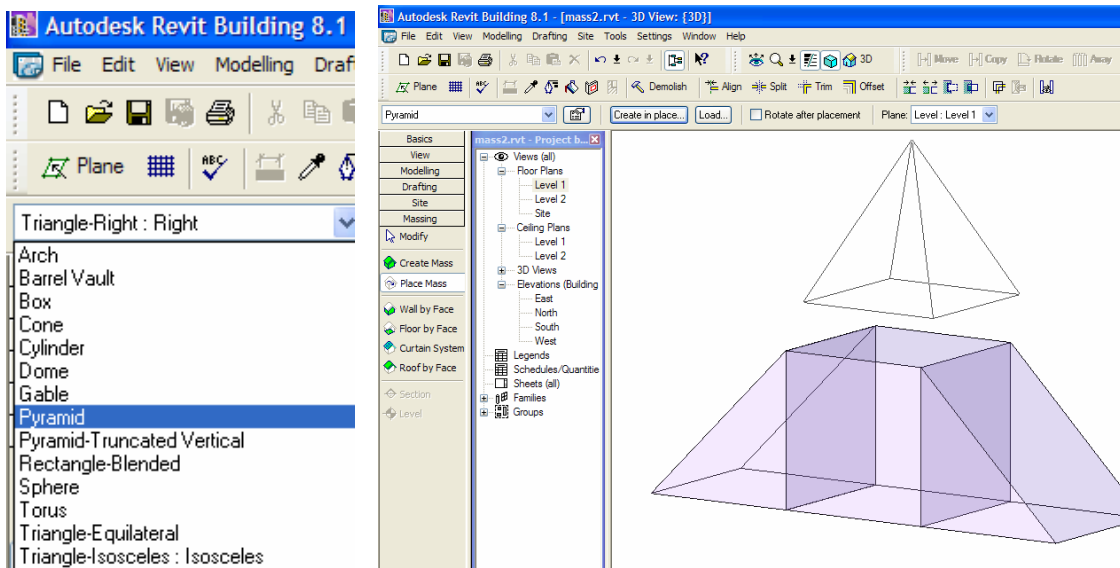 Autodesk Revit Building 8.1
File Edit View Modelling Draf
Plane
Triangle-Right : Right
Arch
Barrel Vault
Box
Cone
Cylinder
Dome
Gable
Pyramid
Pyramid-Truncated Vertical
Rectangle-Blended
Sphere
Torus
Triangle-Equilateral
Triangle-Isosceles : Isosceles
Autodesk Revit Building 8.1 - [mass2.rvt - 3D View: {3D}]
File Edit View Modelling Drafting Site Tools Settings Window Help
3D Move Copy Rotate Array
Plane Demolish Align Split Trim Offset
Pyramid Create in place... Load... Rotate after placement Plane: Level : Level 1
Basics
View
Modelling
Drafting
Site
Massing
Modify
Create Mass
Place Mass
Wall by Face
Floor by Face
Curtain System
Roof by Face
Section
Level
mass2.rvt - Project b...
Views (all)
Floor Plans
Level 1
Level 2
Site
Ceiling Plans
Level 1
Level 2
3D Views
Elevations (Building
East
North
South
West
Legends
Schedules/Quantitie
Sheets (all)
Families
Groups